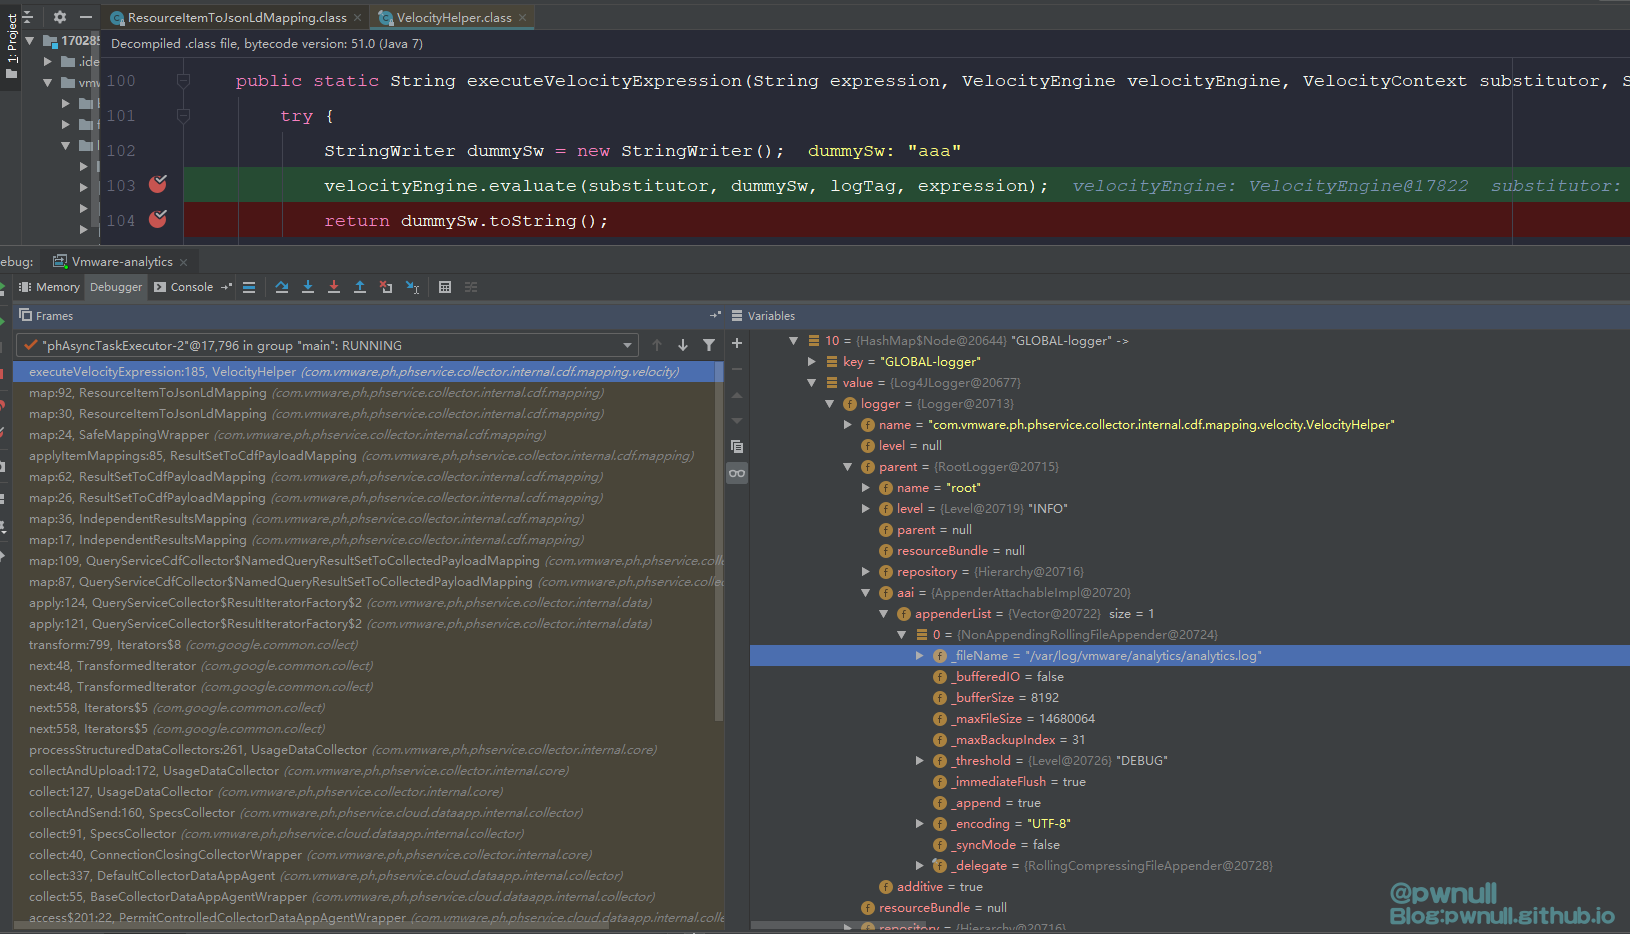 1: Project
ResourceItemToJsonLdMapping.class
VelocityHelper.class
170285
.ide
vmw
Decompiled .class file, bytecode version: 51.0 (Java 7)
100 public static String executeVelocityExpression(String expression, VelocityEngine velocityEngine, VelocityContext substitutor, S
101 try {
102 StringWriter dummySw = new StringWriter(); dummySw: "aaa"
103 velocityEngine.evaluate(substitutor, dummySw, logTag, expression); velocityEngine: VelocityEngine@17822 substitutor:
104 return dummySw.toString();
ebug: Vmware-analytics
Memory Debugger Console
Frames
"phAsyncTaskExecutor-2"@17,796 in group "main": RUNNING
executeVelocityExpression:185, VelocityHelper (com.vmware.ph.phservice.collector.internal.cdf.mapping.velocity)
map:92, ResourceItemToJsonLdMapping (com.vmware.ph.phservice.collector.internal.cdf.mapping)
map:30, ResourceItemToJsonLdMapping (com.vmware.ph.phservice.collector.internal.cdf.mapping)
map:24, SafeMappingWrapper (com.vmware.ph.phservice.collector.internal.cdf.mapping)
applyItemMappings:85, ResultSetToCdfPayloadMapping (com.vmware.ph.phservice.collector.internal.cdf.mapping)
map:62, ResultSetToCdfPayloadMapping (com.vmware.ph.phservice.collector.internal.cdf.mapping)
map:26, ResultSetToCdfPayloadMapping (com.vmware.ph.phservice.collector.internal.cdf.mapping)
map:36, IndependentResultsMapping (com.vmware.ph.phservice.collector.internal.cdf.mapping)
map:17, IndependentResultsMapping (com.vmware.ph.phservice.collector.internal.cdf.mapping)
map:109, QueryServiceCdfCollector$NamedQueryResultSetToCollectedPayloadMapping (com.vmware.ph.phservice.colle
map:87, QueryServiceCdfCollector$NamedQueryResultSetToCollectedPayloadMapping (com.vmware.ph.phservice.collec
apply:124, QueryServiceCollector$ResultIteratorFactory$2 (com.vmware.ph.phservice.collector.internal.data)
apply:121, QueryServiceCollector$ResultIteratorFactory$2 (com.vmware.ph.phservice.collector.internal.data)
transform:799, Iterators$8 (com.google.common.collect)
next:48, TransformedIterator (com.google.common.collect)
next:48, TransformedIterator (com.google.common.collect)
next:558, Iterators$5 (com.google.common.collect)
next:558, Iterators$5 (com.google.common.collect)
processStructuredDataCollectors:261, UsageDataCollector (com.vmware.ph.phservice.collector.internal.core)
collectAndUpload:172, UsageDataCollector (com.vmware.ph.phservice.collector.internal.core)
collect:127, UsageDataCollector (com.vmware.ph.phservice.collector.internal.core)
collectAndSend:160, SpecsCollector (com.vmware.ph.phservice.cloud.dataapp.internal.collector)
collect:91, SpecsCollector (com.vmware.ph.phservice.cloud.dataapp.internal.collector)
collect:40, ConnectionClosingCollectorWrapper (com.vmware.ph.phservice.collector.internal.core)
collect:337, DefaultCollectorDataAppAgent (com.vmware.ph.phservice.cloud.dataapp.internal.collector)
collect:55, BaseCollectorDataAppAgentWrapper (com.vmware.ph.phservice.cloud.dataapp.internal.collector)
access$201:22, PermitControlledCollectorDataAppAgentWrapper (com.vmware.ph.phservice.cloud.dataapp.internal.colle
Variables
10 = {HashMap$Node@20644} "GLOBAL-logger" ->
key = "GLOBAL-logger"
value = {Log4JLogger@20677}
logger = {Logger@20713}
name = "com.vmware.ph.phservice.collector.internal.cdf.mapping.velocity.VelocityHelper"
level = null
parent = {RootLogger@20715}
name = "root"
level = {Level@20719} "INFO"
parent = null
resourceBundle = null
repository = {Hierarchy@20716}
aai = {AppenderAttachableImpl@20720}
appenderList = {Vector@20722} size = 1
0 = {NonAppendingRollingFileAppender@20724}
_fileName = "/var/log/vmware/analytics/analytics.log"
_bufferedIO = false
_bufferSize = 8192
_maxFileSize = 14680064
_maxBackupIndex = 31
_threshold = {Level@20726} "DEBUG"
_immediateFlush = true
_append = true
_encoding = "UTF-8"
_syncMode = false
_delegate = {RollingCompressingFileAppender@20728}
additive = true
resourceBundle = null
repository = {Hierarchy@20716}
@pwnull
Blog:pwnull.github.io